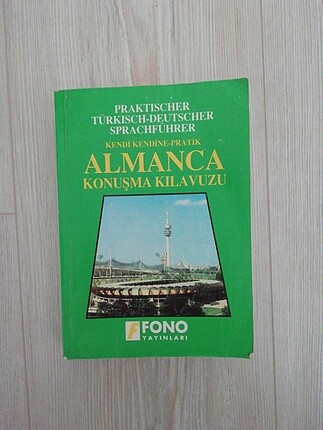 PRAKTISCHER
TÜRKISCH-DEUTSCHER
SPRACHFÜHRER
KENDİ KENDİNE-PRATİK
ALMANCA
KONUŞMA KILAVUZU
FONO
YAYINLARI